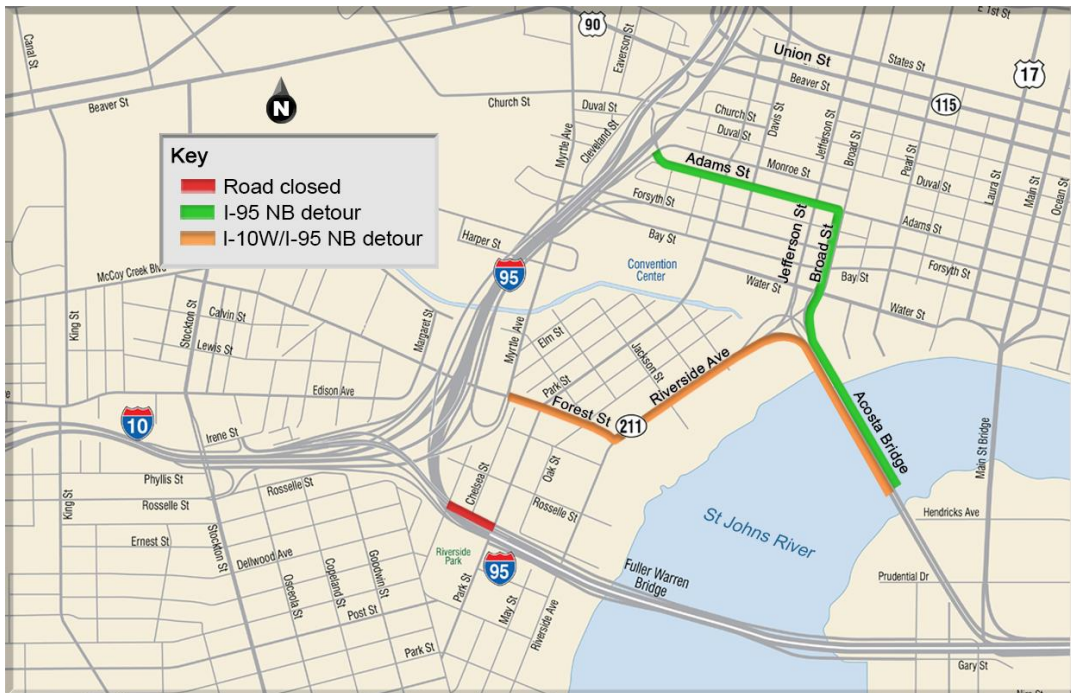 E 1st St
90
Canal St
Eaverson St
Union St
States St
17
Beaver St
Beaver St
Church St
Duval St
115
N
Church St
Davis St
Duval St
Jefferson St
Broad St
Myrtle Ave
Cleveland St
Pearl St
Key
Road closed
I-95 NB detour
I-10W/I-95 NB detour
Adams St
Monroe St
Duval St
Laura St
Main St
Ocean St
Forsyth St
Jefferson St
Broad St
Adams St
Harper St
Bay St
95
Convention
Center
Water St
Bay St
Forsyth St
McCoy Creek Blvd
King St
Stockton St
Calvin St
Lewis St
Margaret St
Myrtle Ave
Elm St
Jackson St
Water St
Edison Ave
Park St
Riverside Ave
Forest St
211
Acosta Bridge
Main St Bridge
10
Irene St
Phyllis St
Rosselle St
Chelsea St
Oak St
Rosselle St
King St
Rosselle St
Hendricks Ave
St Johns River
Ernest St
Stockton St
Dellwood Ave
Osceola St
Copeland St
Goodwin St
Post St
Riverside
Park
Park St
95
May St
Riverside Ave
Fuller Warren
Bridge
Prudential Dr
Park St
Gary St